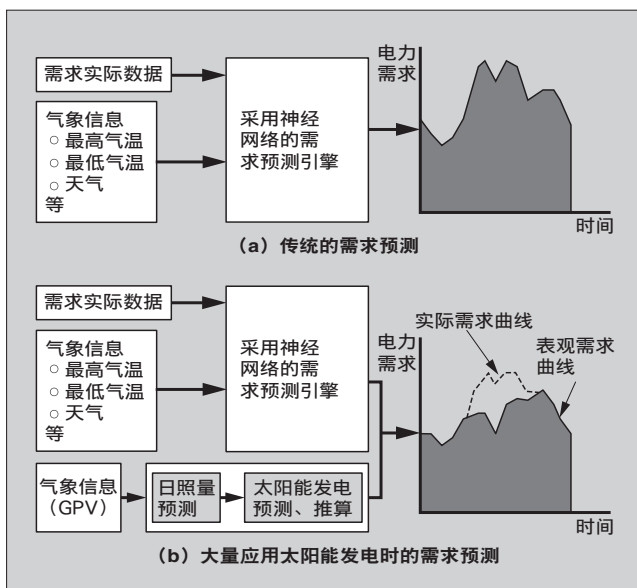 需求实际数据
气象信息
○ 最高气温
○ 最低气温
○ 天气
等
采用神经
网络的需
求预测引擎
电力
需求
时间
(a) 传统的需求预测
需求实际数据
气象信息
○ 最高气温
○ 最低气温
○ 天气
等
采用神经
网络的需
求预测引擎
气象信息
(GPV)
日照量
预测
太阳能发电
预测、推算
实际需求曲线
电力
需求
表观需求
曲线
时间
(b) 大量应用太阳能发电时的需求预测